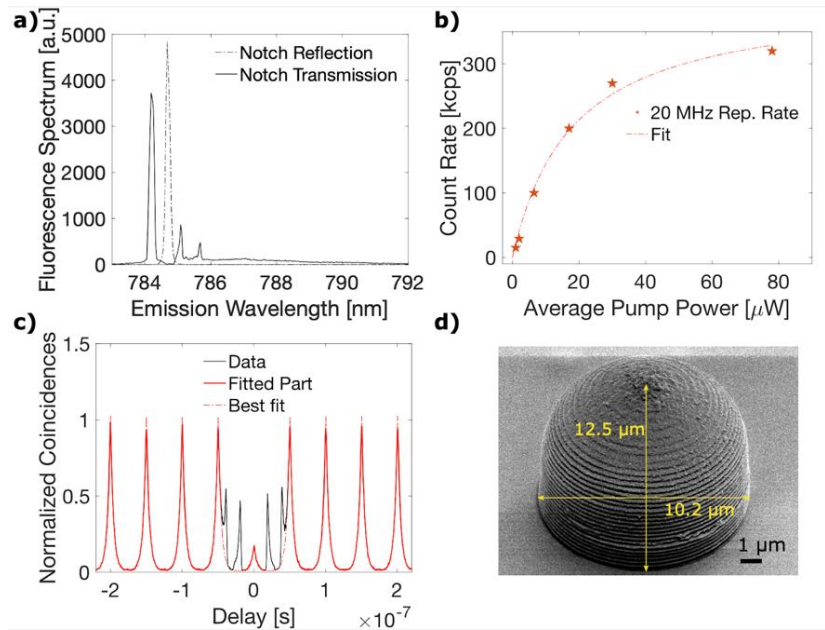 a)
Fluorescence Spectrum [a.u.]
5000
4000
3000
2000
1000
0
Notch Reflection
Notch Transmission
784
786
788
790
792
Emission Wavelength [nm]
b)
Count Rate [kcps]
300
200
100
0
20 MHz Rep. Rate
Fit
0
20
40
60
80
Average Pump Power [μW]
c)
Normalized Coincidences
1.5
1
0.5
0
Data
Fitted Part
Best fit
-2
-1
0
1
2
Delay [s]
×10⁻⁷
d)
12.5 μm
10.2 μm
1 μm